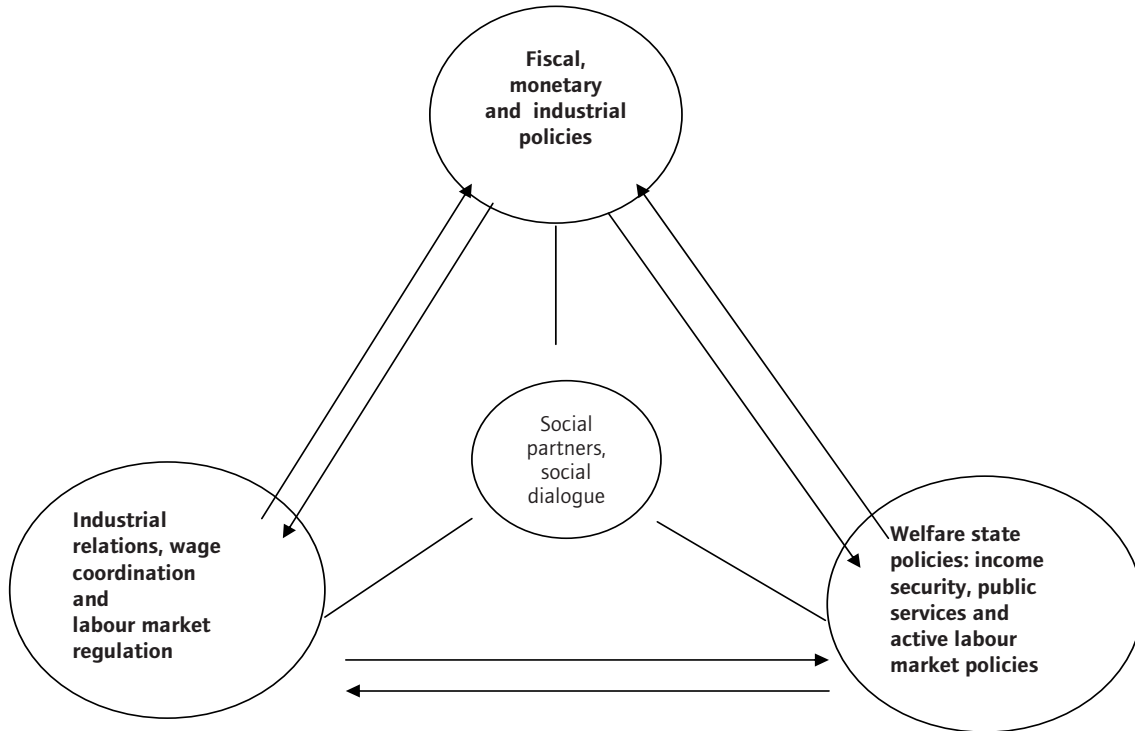 Fiscal,
monetary
and industrial
policies
Social
partners,
social
dialogue
Industrial
relations, wage
coordination
and
labour market
regulation
Welfare state
policies: income
security, public
services and
active labour
market policies